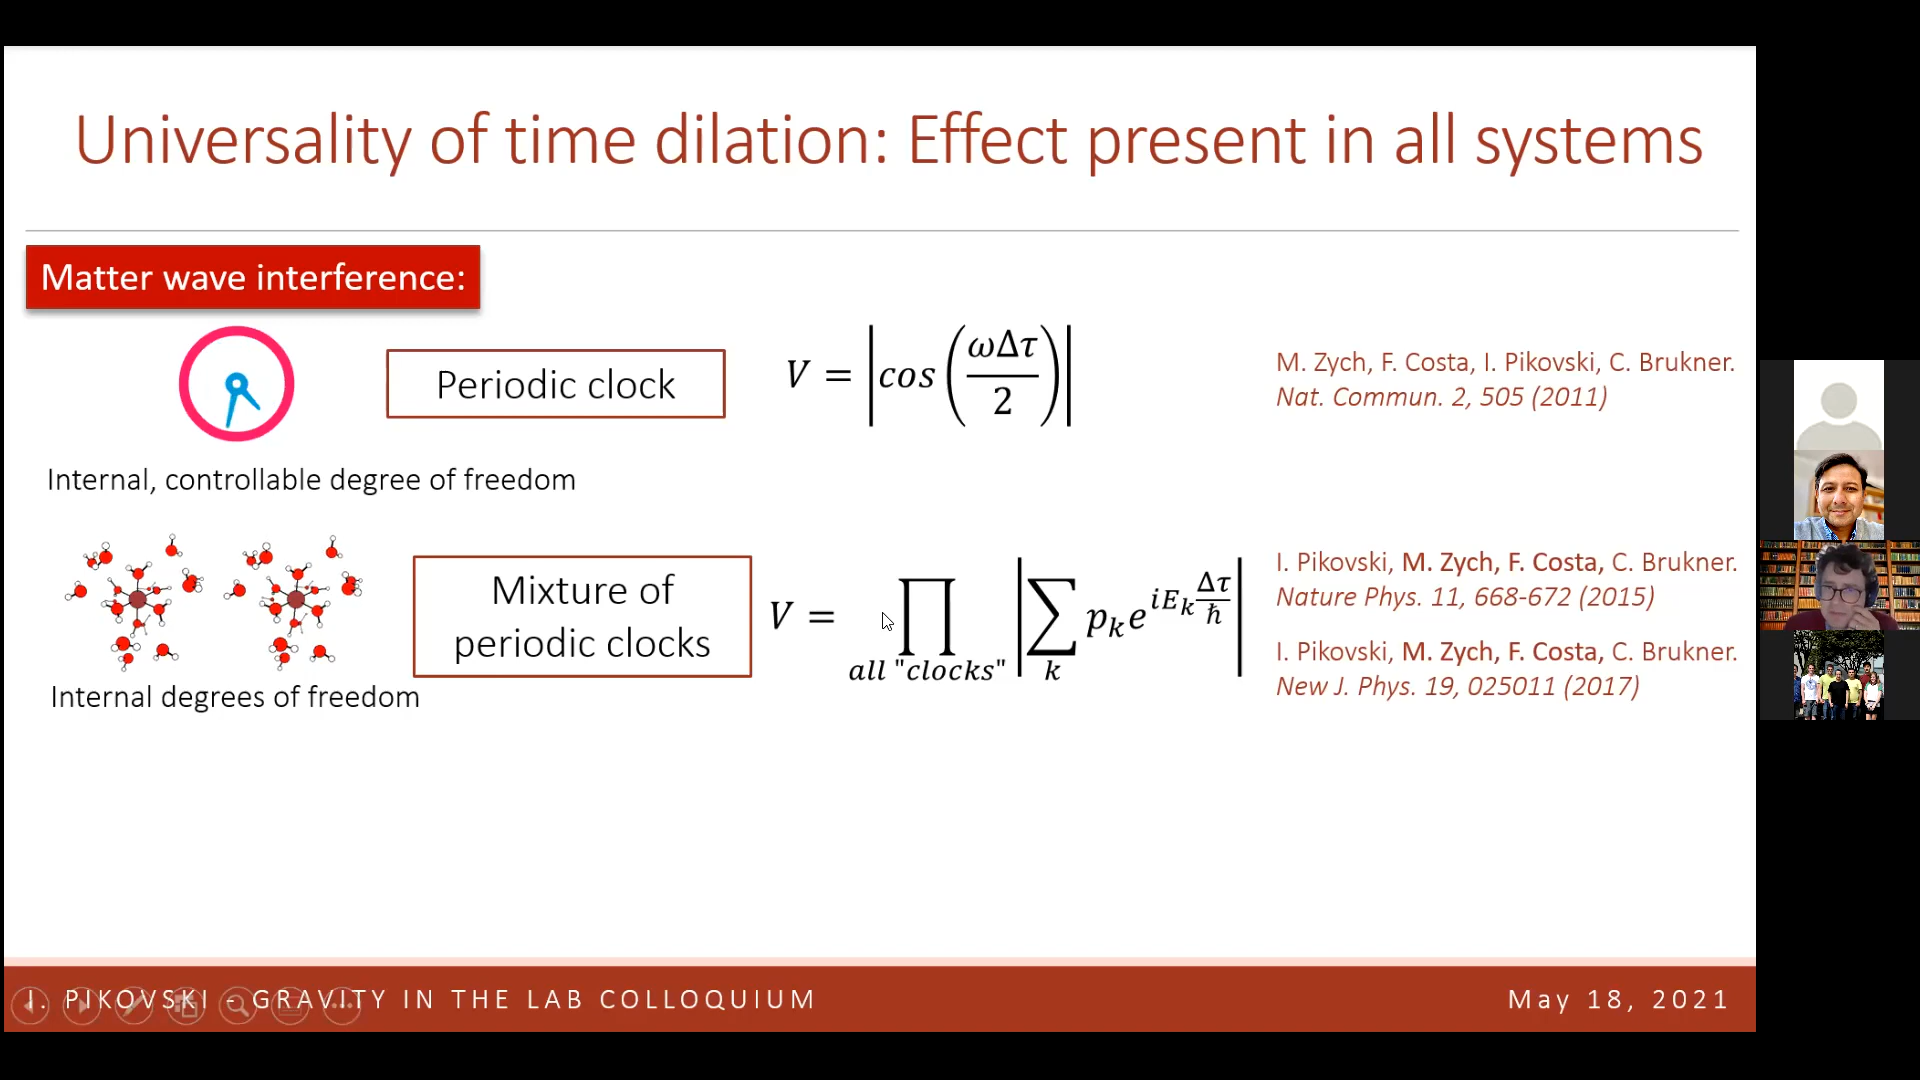 Universality of time dilation: Effect present in all systems
Matter wave interference:
Periodic clock
V = |cos(ωΔτ/2)|
M. Zych, F. Costa, I. Pikovski, C. Brukner.
Nat. Commun. 2, 505 (2011)
Internal, controllable degree of freedom
Mixture of
periodic clocks
V = ∏ all "clocks" |∑ k p_k e^{iE_k Δτ/ħ}|
I. Pikovski, M. Zych, F. Costa, C. Brukner.
Nature Phys. 11, 668-672 (2015)
I. Pikovski, M. Zych, F. Costa, C. Brukner.
New J. Phys. 19, 025011 (2017)
Internal degrees of freedom
I. PIKOVSKI - GRAVITY IN THE LAB COLLOQUIUM
May 18, 2021